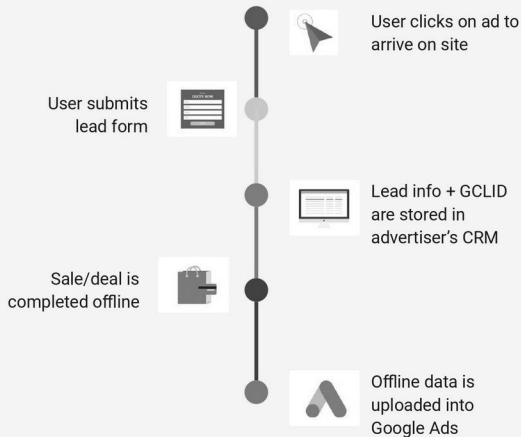 User clicks on ad to
arrive on site
User submits
lead form
Lead info + GCLID
are stored in
advertiser's CRM
Sale/deal is
completed offline
Offline data is
uploaded into
Google Ads